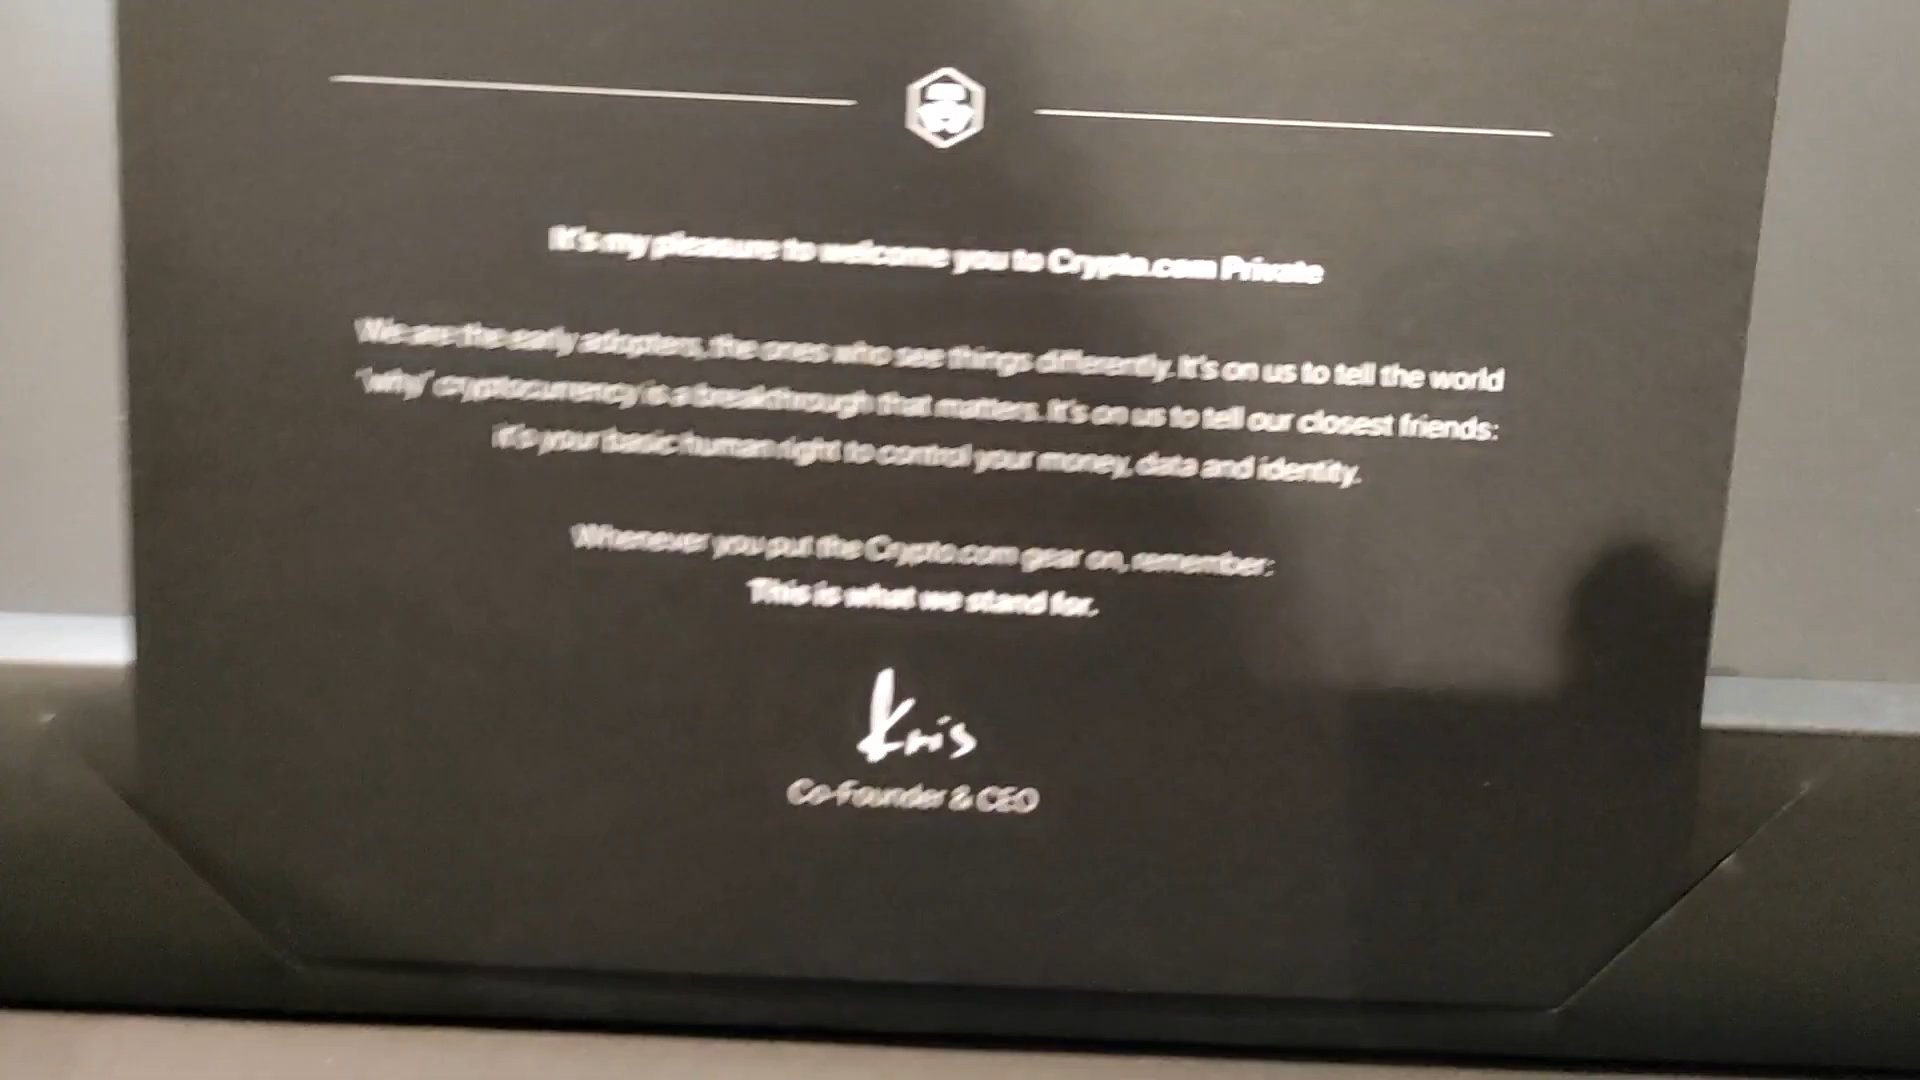 It's my pleasure to welcome you to Crypto.com Private
We are the early adopters, the ones who see things differently. It's on us to tell the world
'why' cryptocurrency is a breakthrough that matters. It's on us to tell our closest friends:
it's your basic human right to control your money, data and identity.
Whenever you put the Crypto.com gear on, remember:
This is what we stand for.
Kris
Co-Founder & CEO